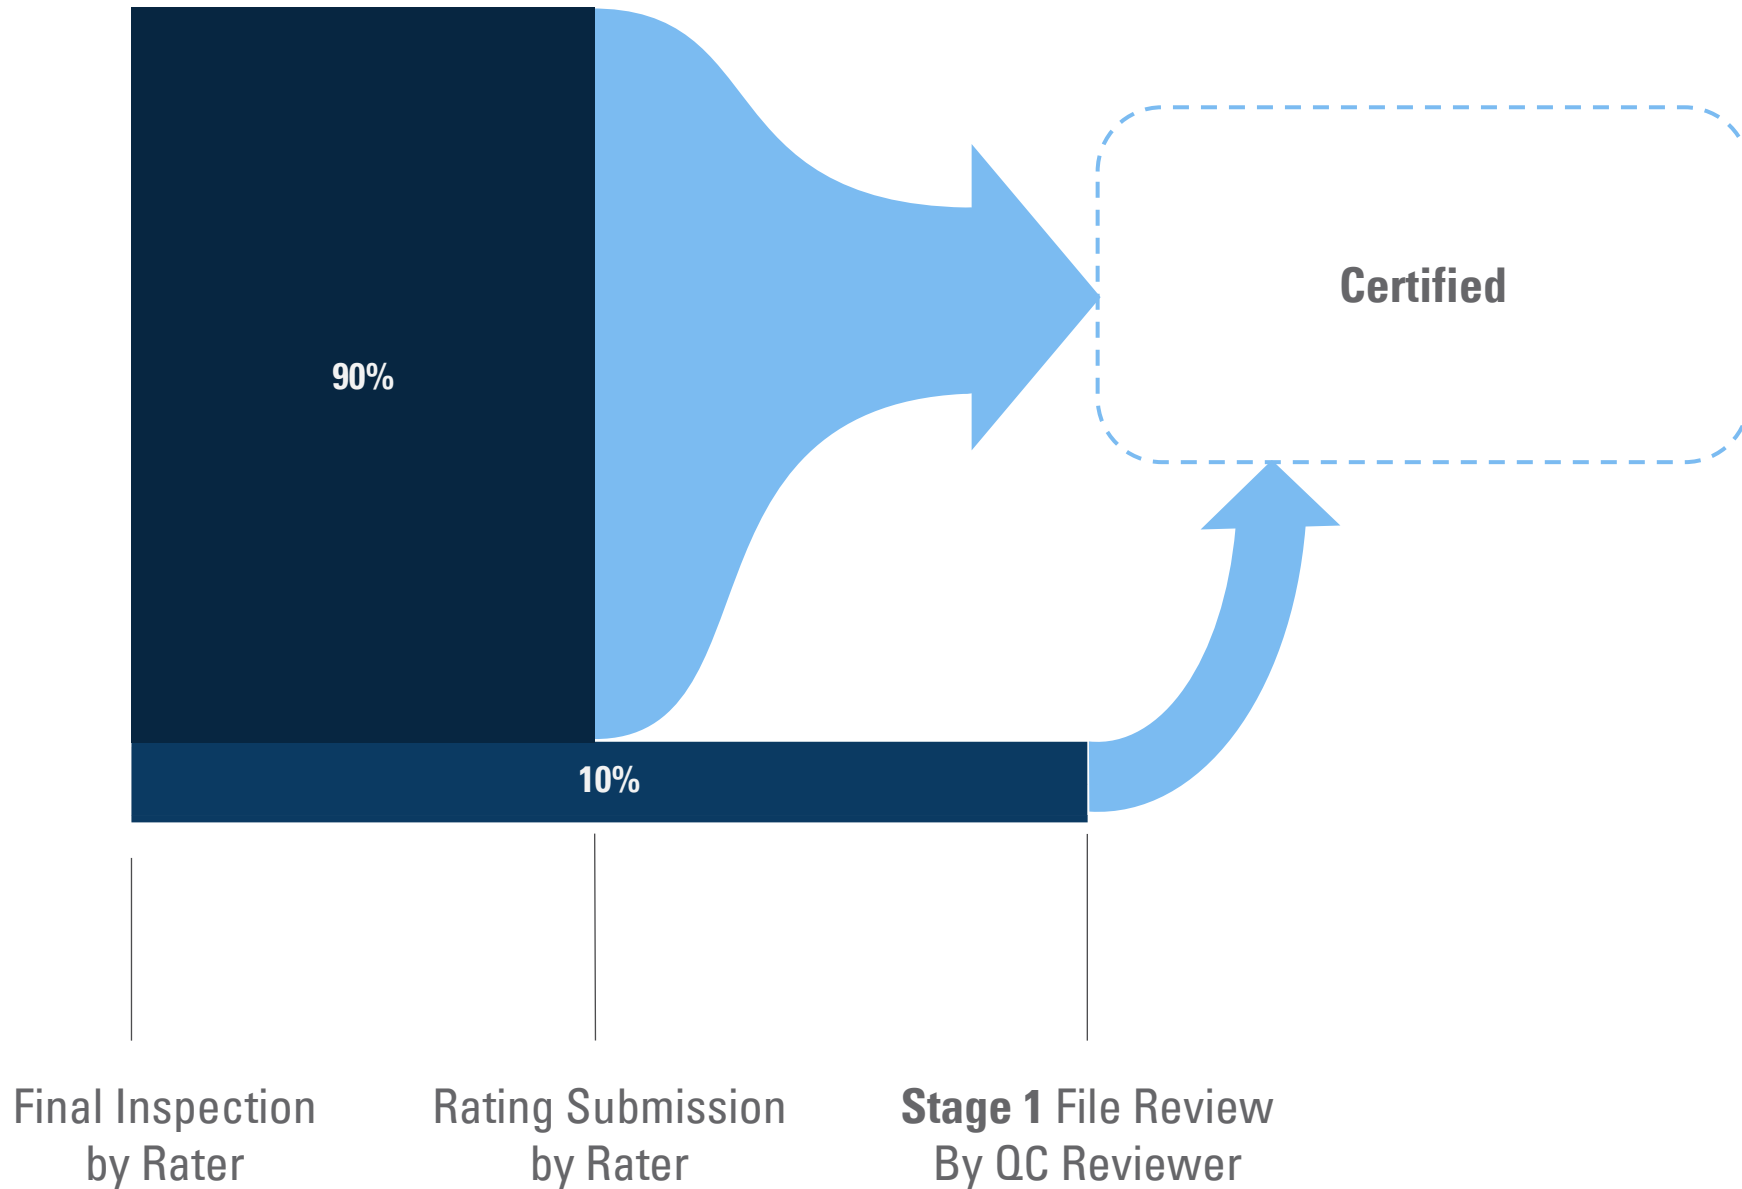 Certified
90%
10%
Final Inspection
by Rater
Rating Submission
by Rater
Stage 1 File Review
By QC Reviewer